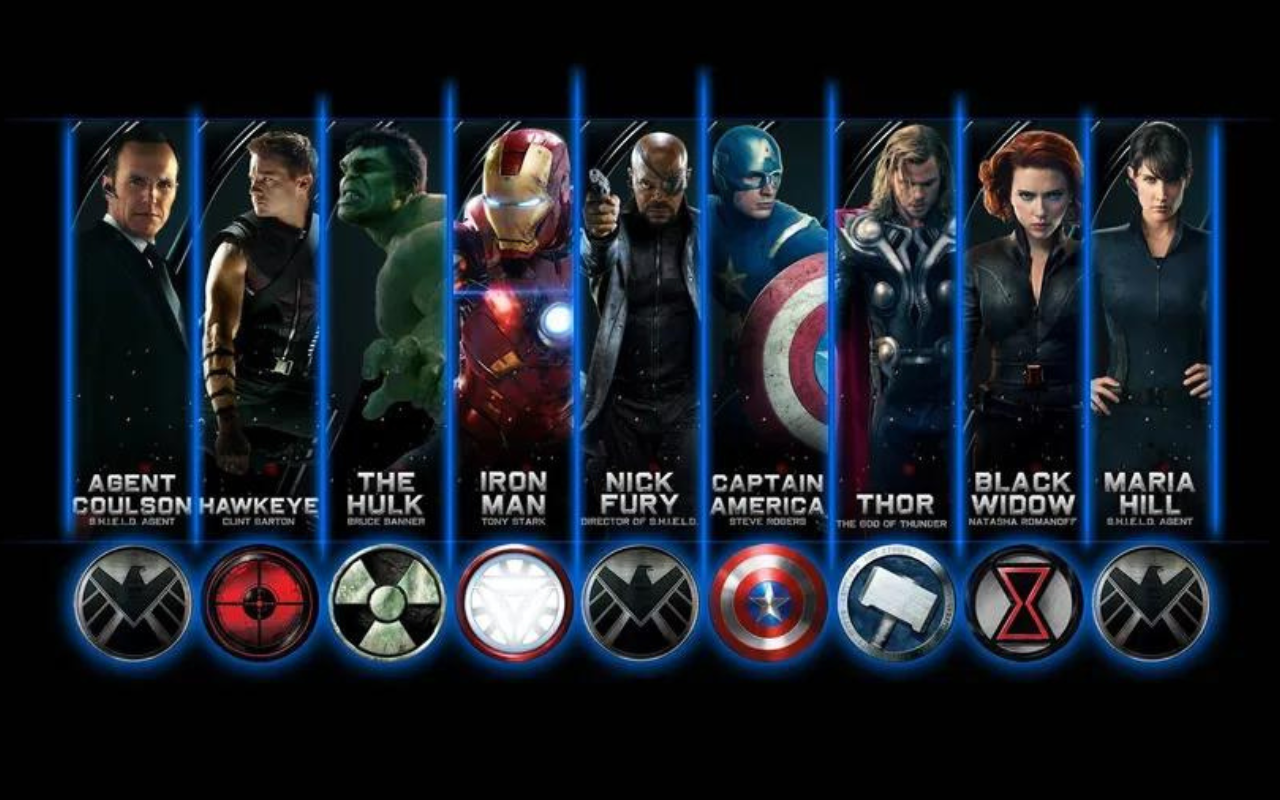 AGENT
COULSON
S.H.I.E.L.D. AGENT
HAWKEYE
CLINT BARTON
THE
HULK
BRUCE BANNER
IRON
MAN
TONY STARK
NICK
FURY
DIRECTOR OF S.H.I.E.L.D.
CAPTAIN
AMERICA
STEVE ROGERS
THOR
THE GOD OF THUNDER
BLACK
WIDOW
NATASHA ROMANOFF
MARIA
HILL
S.H.I.E.L.D. AGENT